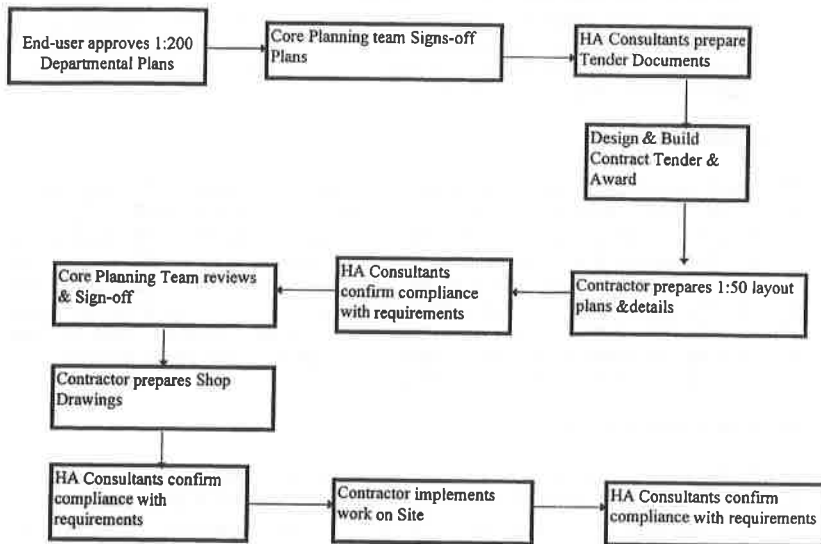 End-user approves 1:200
Departmental Plans
Core Planning team Signs-off
Plans
HA Consultants prepare
Tender Documents
Design & Build
Contract Tender &
Award
Contractor prepares 1:50 layout
plans &details
HA Consultants
confirm compliance
with requirements
Core Planning Team reviews
& Sign-off
Contractor prepares Shop
Drawings
HA Consultants confirm
compliance with
requirements
Contractor implements
work on Site
HA Consultants confirm
compliance with requirements